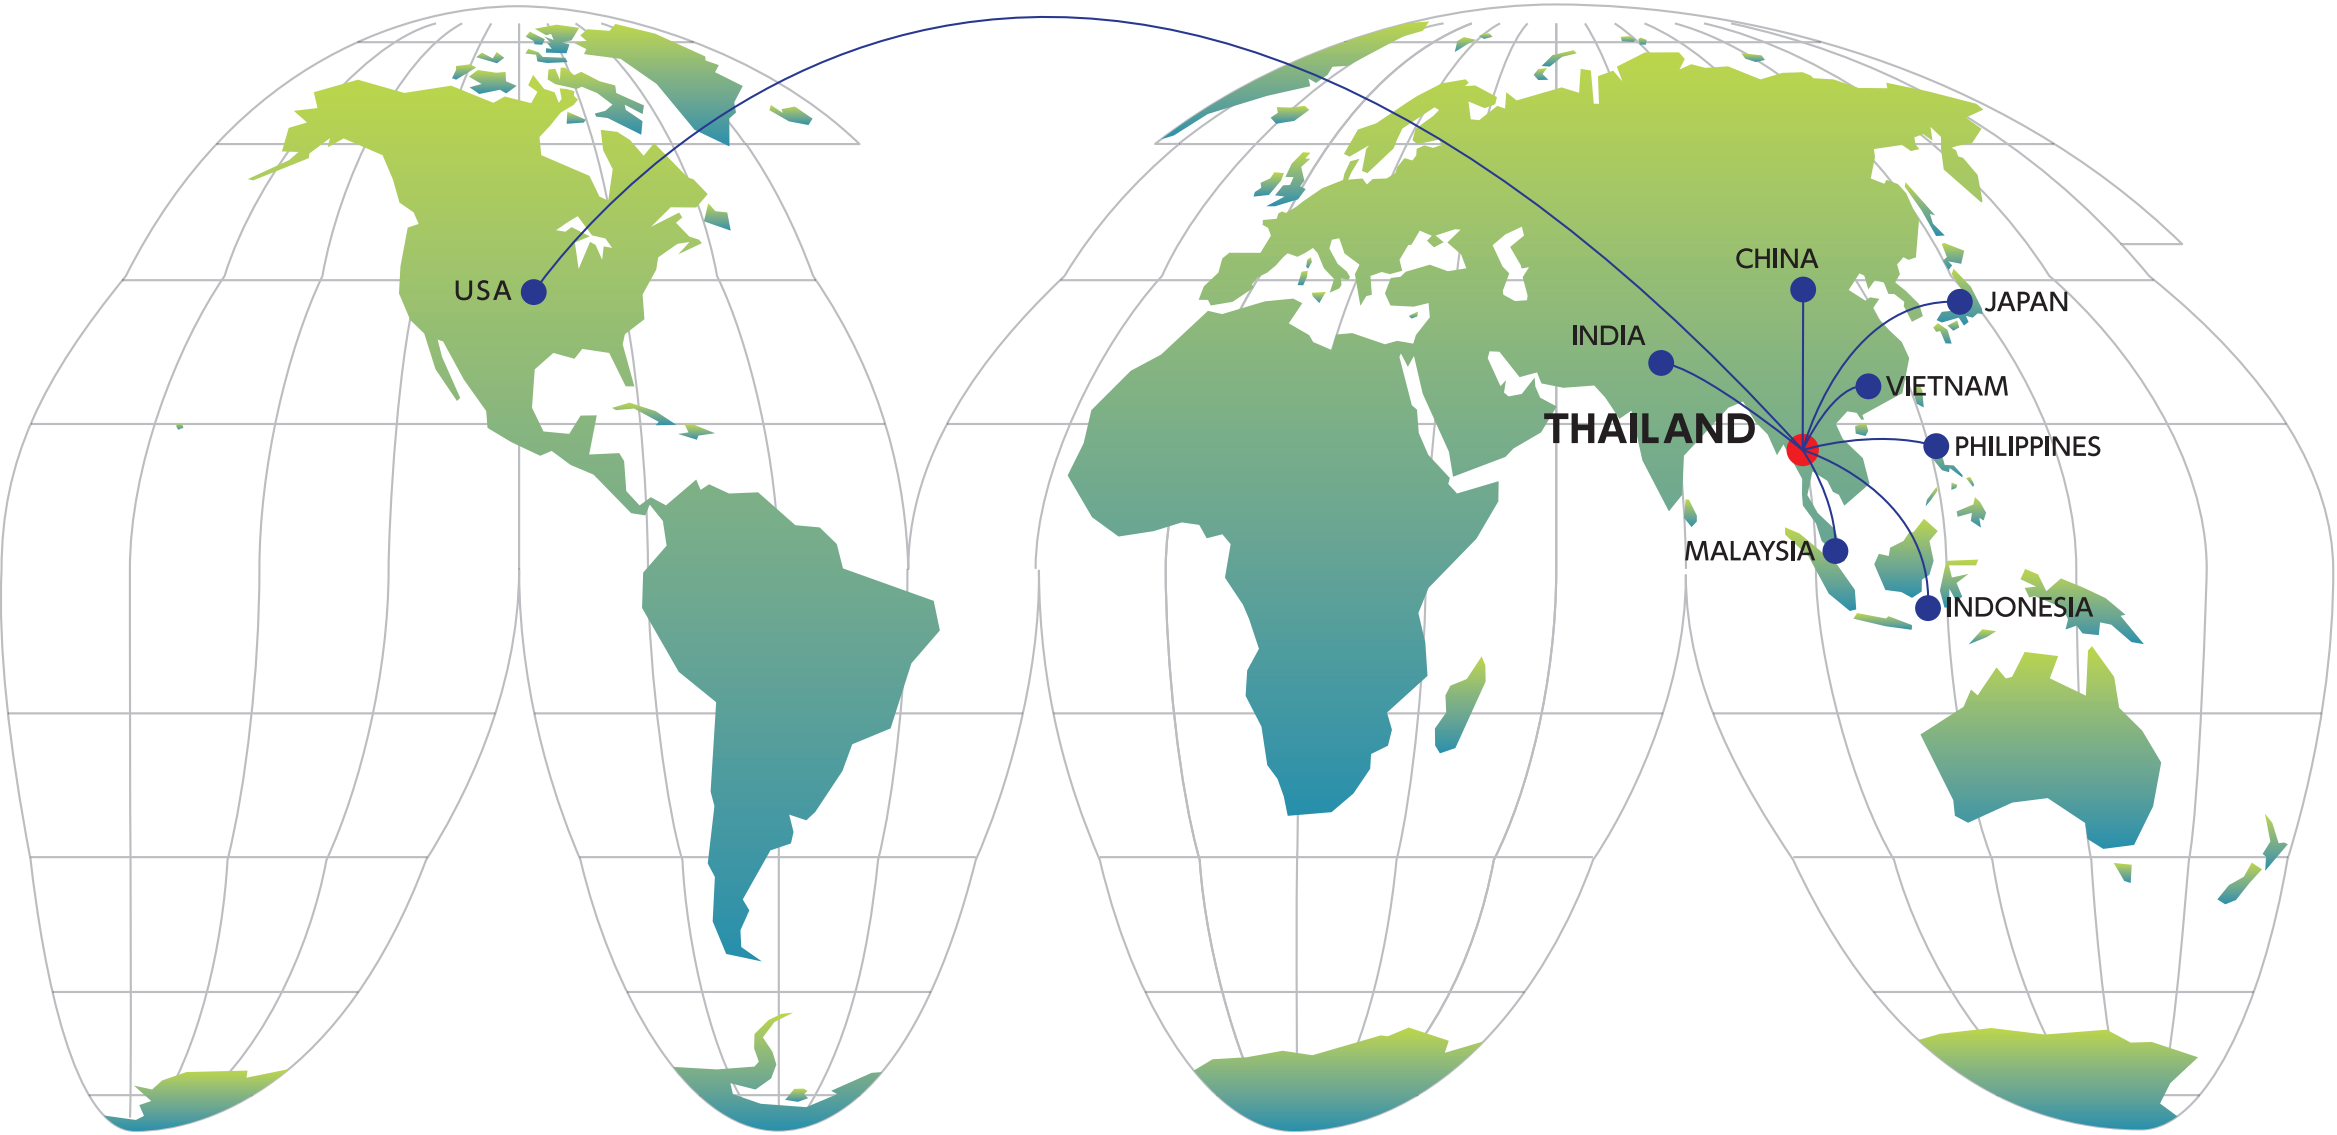 CHINA
USA
JAPAN
INDIA
VIETNAM
THAILAND
PHILIPPINES
MALAYSIA
INDONESIA